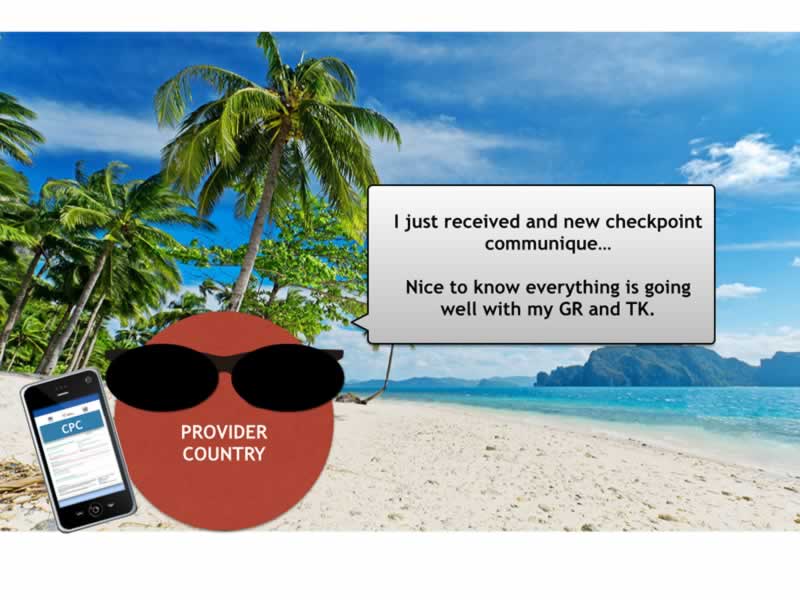 I just received and new checkpoint
communique...
Nice to know everything is going
well with my GR and TK.
PROVIDER
COUNTRY
CPC